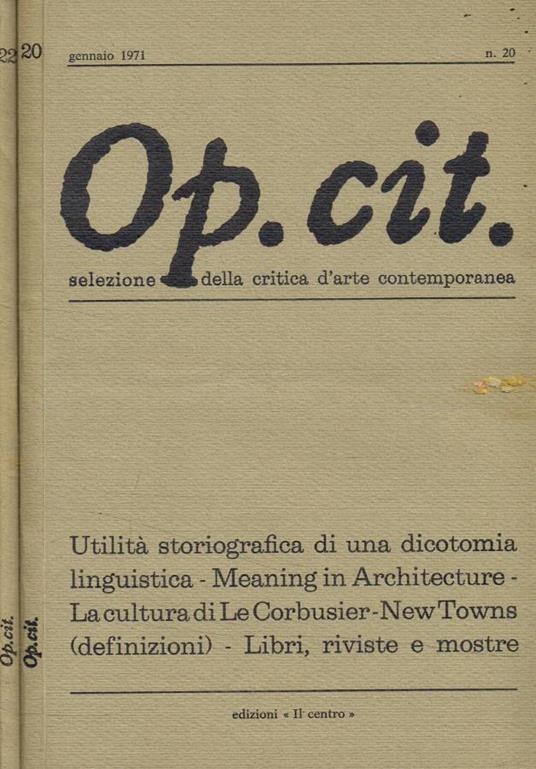 22
20
gennaio 1971
n. 20
Op. cit.
selezione della critica d'arte contemporanea
Utilità storiografica di una dicotomia
linguistica - Meaning in Architecture -
La cultura di Le Corbusier - New Towns
(definizioni) - Libri, riviste e mostre
edizioni « Il centro »
Op. cit.
Op. cit.